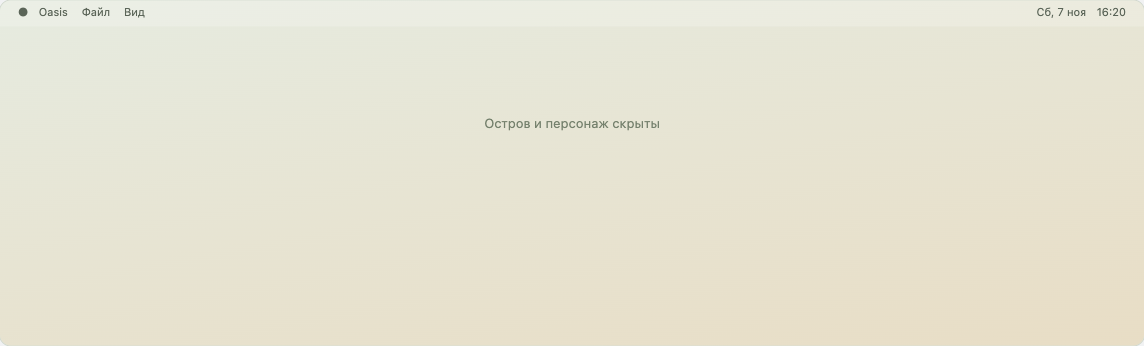 Oasis Файл Вид Сб, 7 ноя 16:20
Остров и персонаж скрыты